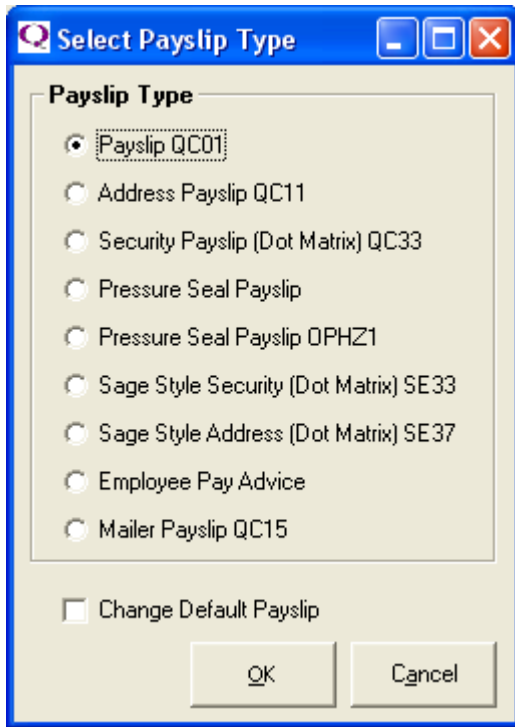 Select Payslip Type
Payslip Type
Payslip QC01
Address Payslip QC11
Security Payslip (Dot Matrix) QC33
Pressure Seal Payslip
Pressure Seal Payslip OPHZ1
Sage Style Security (Dot Matrix) SE33
Sage Style Address (Dot Matrix) SE37
Employee Pay Advice
Mailer Payslip QC15
Change Default Payslip
OK Cancel